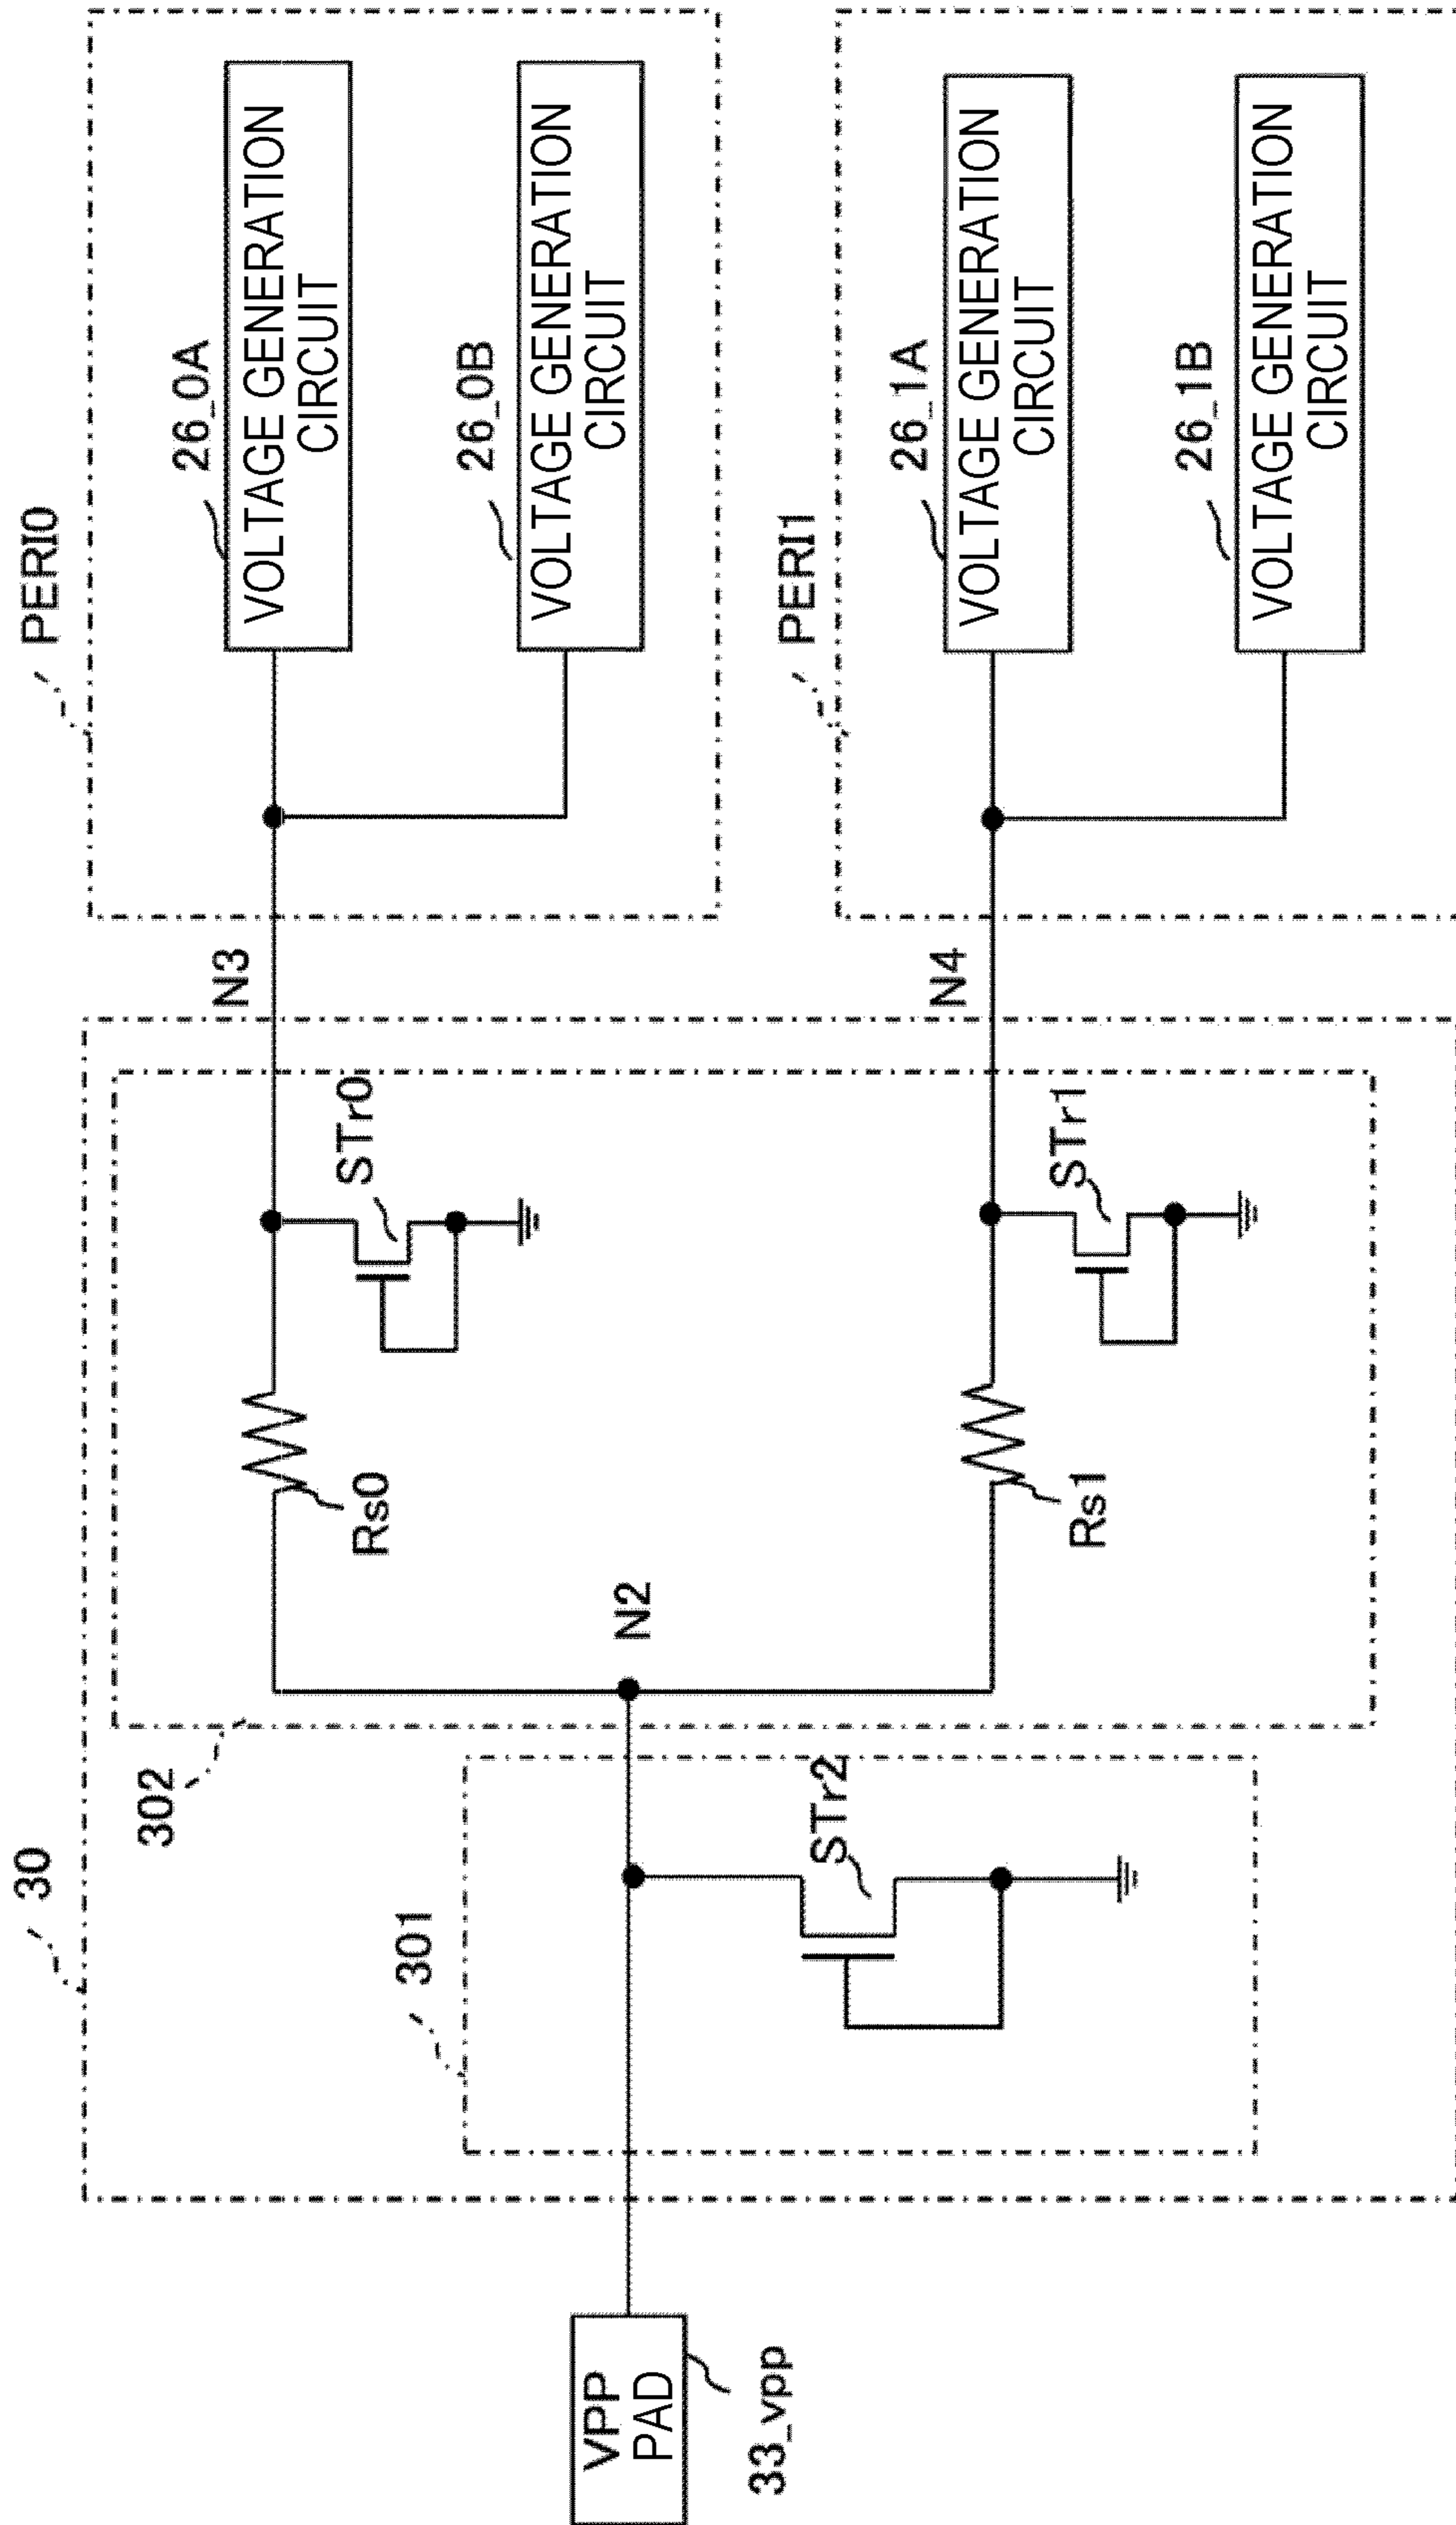 30
301
302
VPP
PAD
33_vpp
STr2
N2
Rs0
STr0
Rs1
STr1
N3
N4
PERI0
26_0A
VOLTAGE GENERATION
CIRCUIT
26_0B
VOLTAGE GENERATION
CIRCUIT
PERI1
26_1A
VOLTAGE GENERATION
CIRCUIT
26_1B
VOLTAGE GENERATION
CIRCUIT